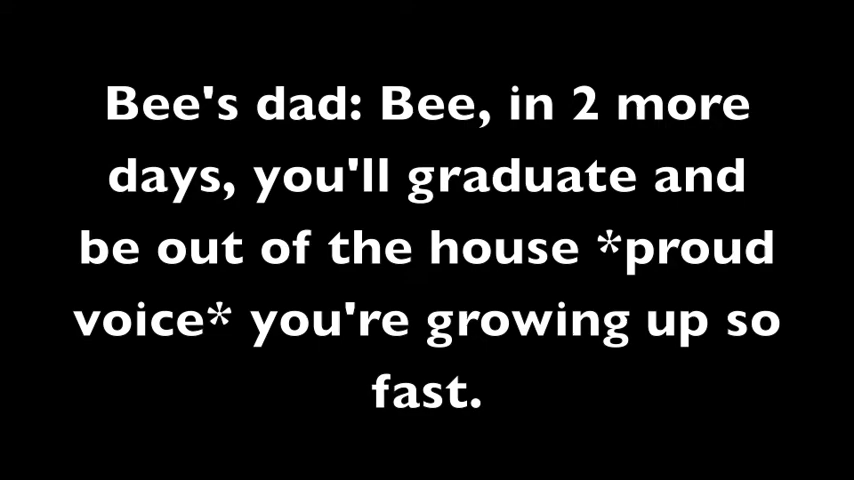 Bee's dad: Bee, in 2 more
days, you'll graduate and
be out of the house *proud
voice* you're growing up so
fast.